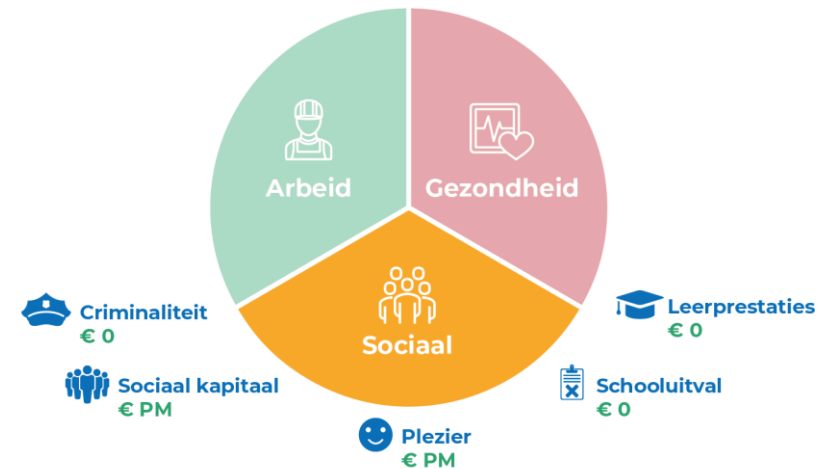 Arbeid
Gezondheid
Sociaal
Criminaliteit
€ 0
Sociaal kapitaal
€ PM
Plezier
€ PM
Schooluitval
€ 0
Leerprestaties
€ 0